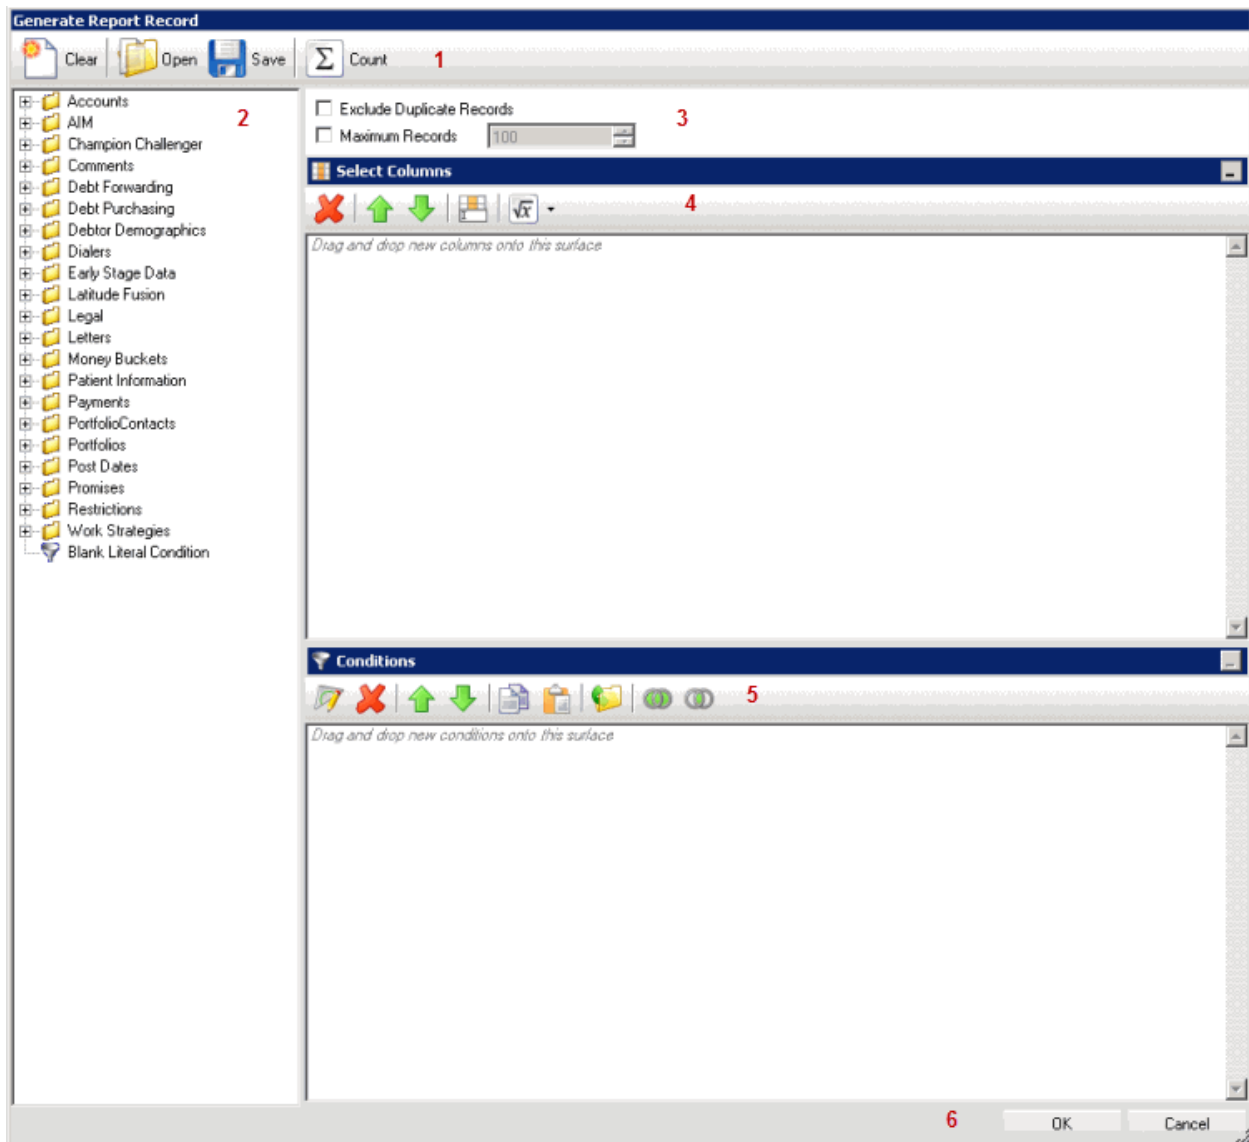 Generate Report Record
Clear Open Save Count 1
Accounts
AIM
Champion Challenger
Comments
Debt Forwarding
Debt Purchasing
Debtor Demographics
Dialers
Early Stage Data
Latitude Fusion
Legal
Letters
Money Buckets
Patient Information
Payments
PortfolioContacts
Portfolios
Post Dates
Promises
Restrictions
Work Strategies
Blank Literal Condition
2
Exclude Duplicate Records
Maximum Records 100
3
Select Columns
√x 4
Drag and drop new columns onto this surface
Conditions
5
Drag and drop new conditions onto this surface
6 OK Cancel